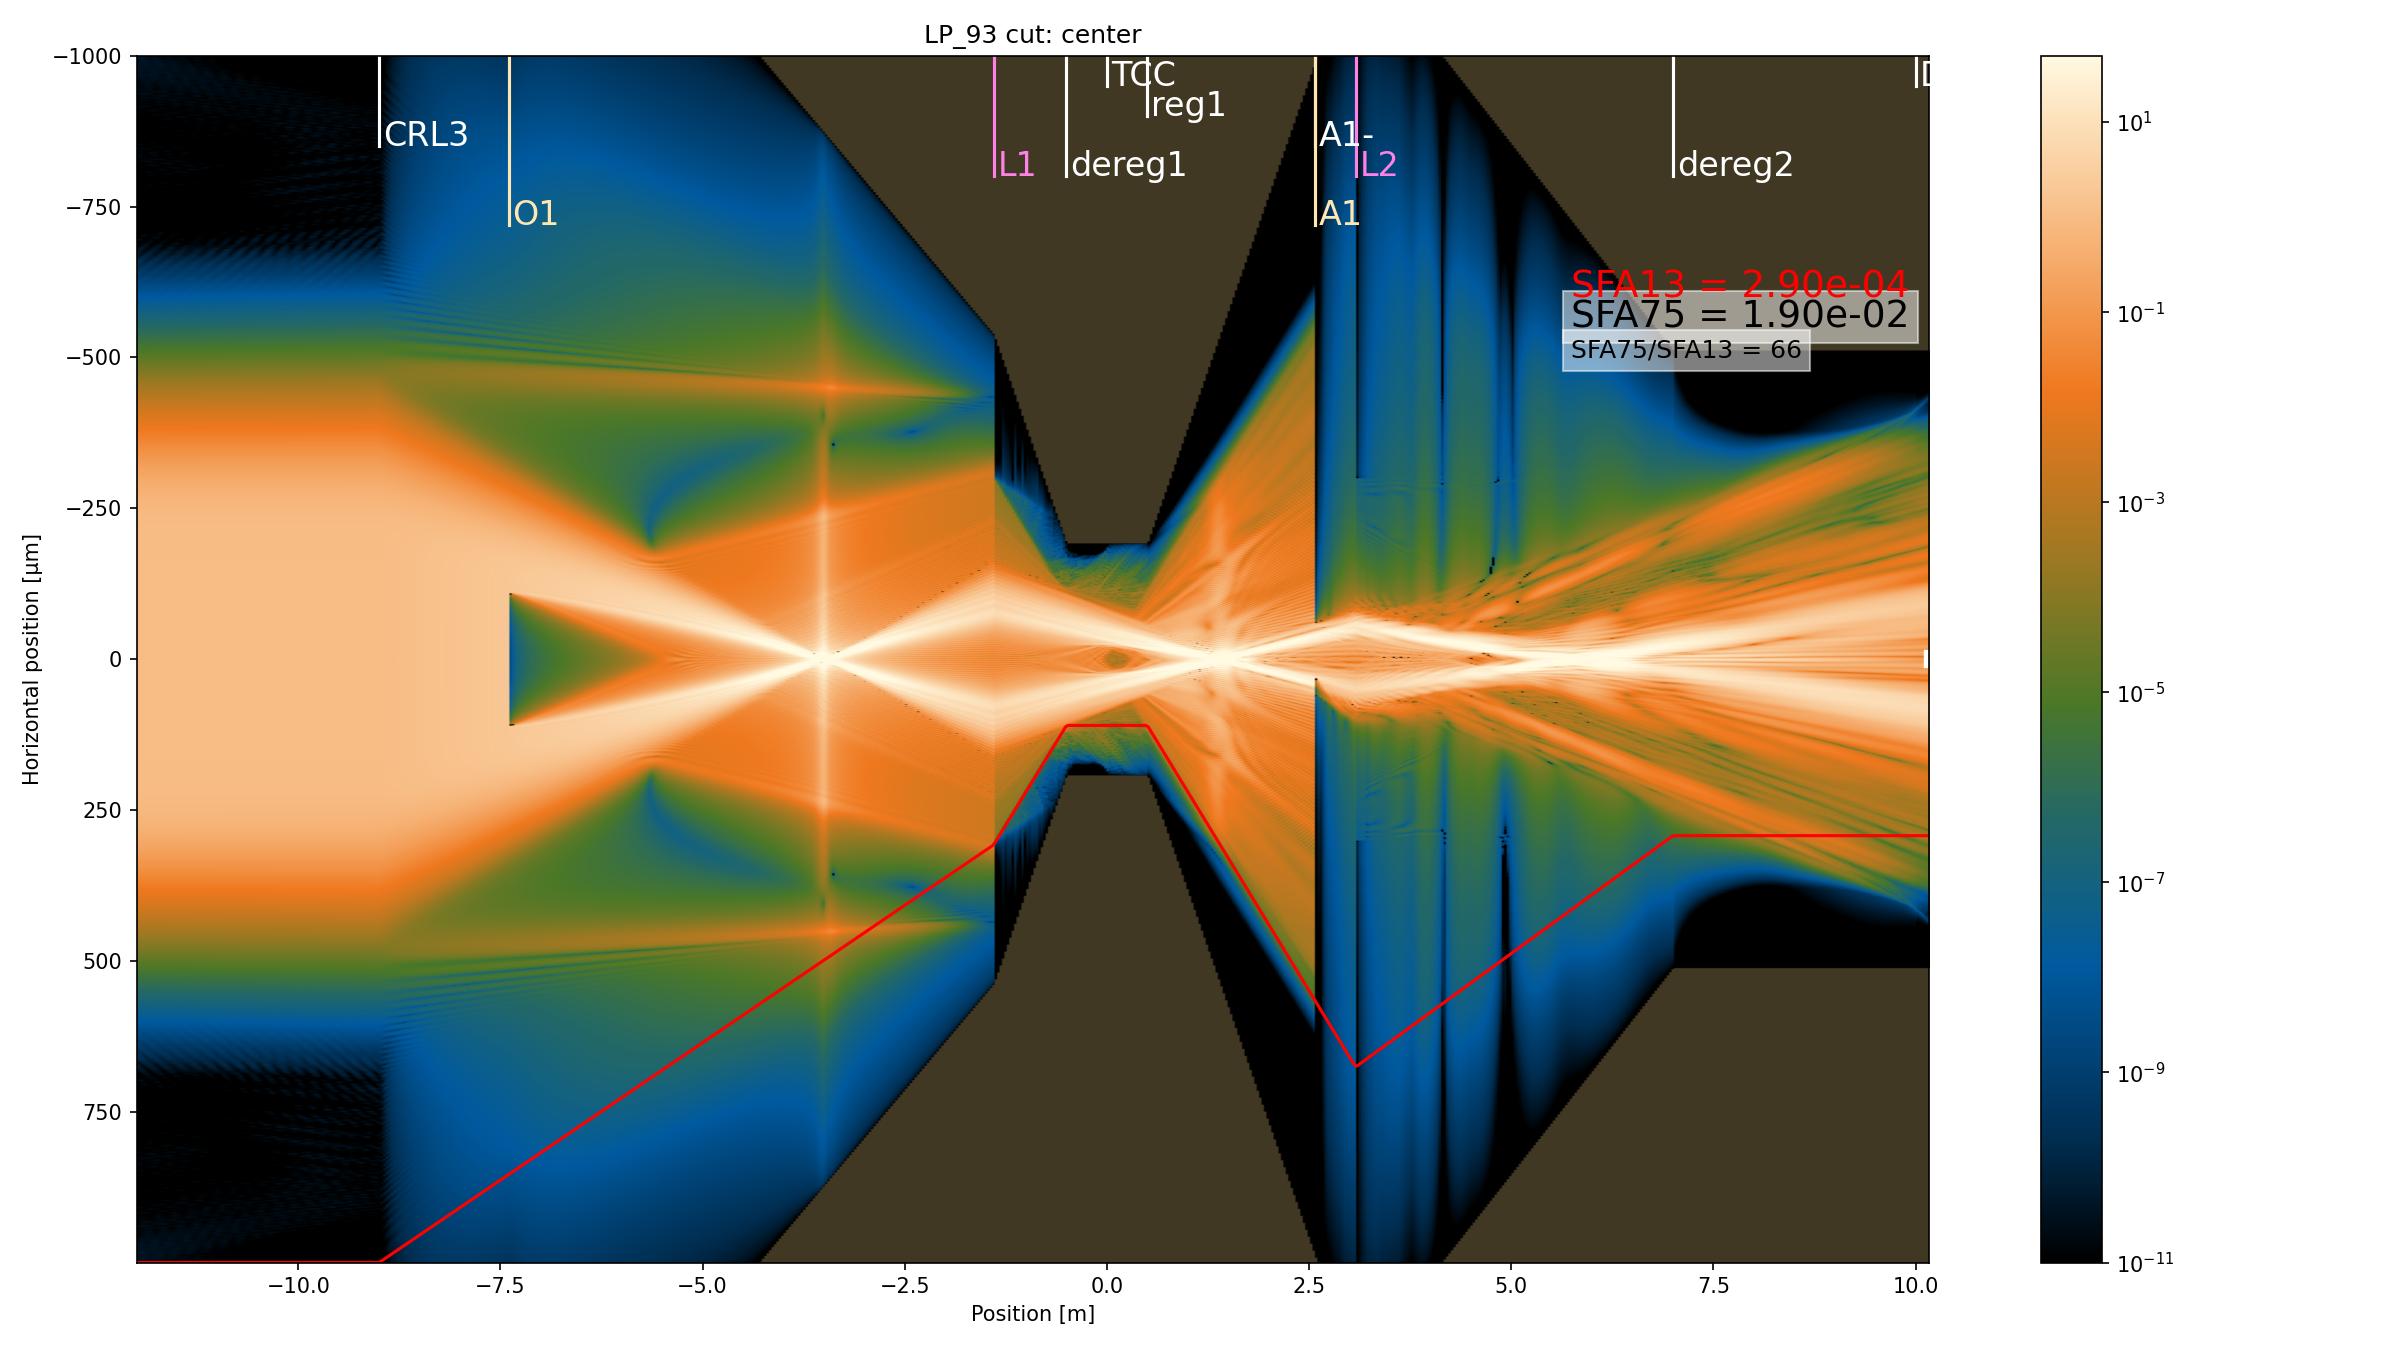 LP_93 cut: center
−1000
−750
−500
−250
0
250
500
750
Horizontal position [µm]
CRL3
O1
L1
dereg1
TCC
reg1
A1-
L2
A1
dereg2
D
SFA13 = 2.90e-04
SFA75 = 1.90e-02
SFA75/SFA13 = 66
−10.0
−7.5
−5.0
−2.5
0.0
2.5
5.0
7.5
10.0
Position [m]
10¹
10⁻¹
10⁻³
10⁻⁵
10⁻⁷
10⁻⁹
10⁻¹¹